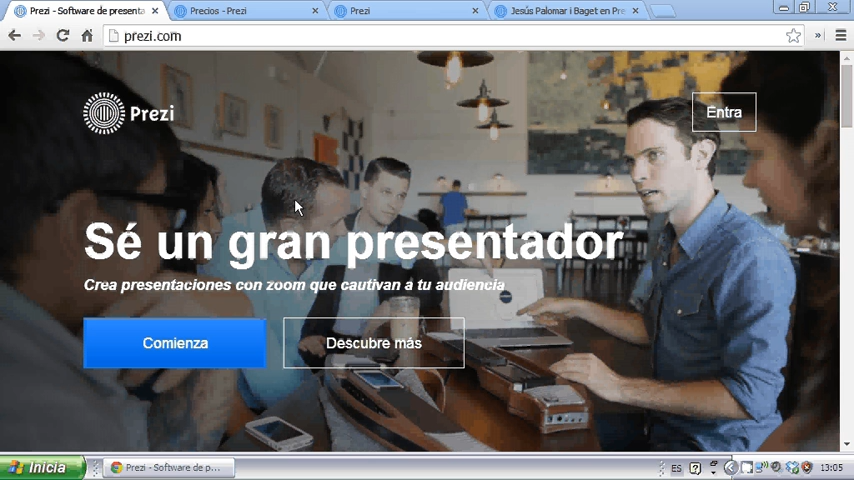 Prezi - Software de presenta
Precios - Prezi
Prezi
Jesús Palomar i Baget en Pre
prezi.com
Prezi
Entra
Sé un gran presentador
Crea presentaciones con zoom que cautivan a tu audiencia
Comienza
Descubre más
Inicia
Prezi - Software de p...
ES
13:05